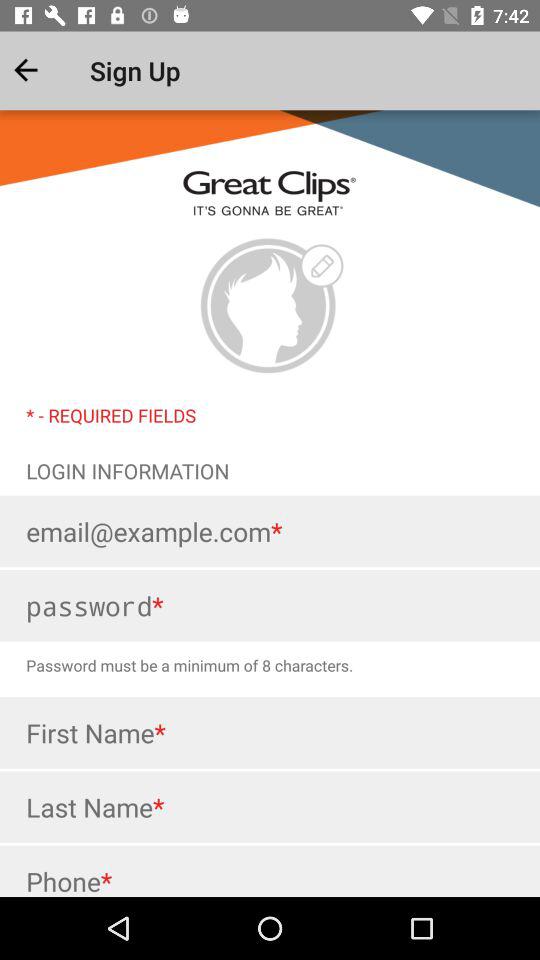 7:42
Sign Up
Great Clips®
IT'S GONNA BE GREAT®
* - REQUIRED FIELDS
LOGIN INFORMATION
email@example.com*
password*
Password must be a minimum of 8 characters.
First Name*
Last Name*
Phone*